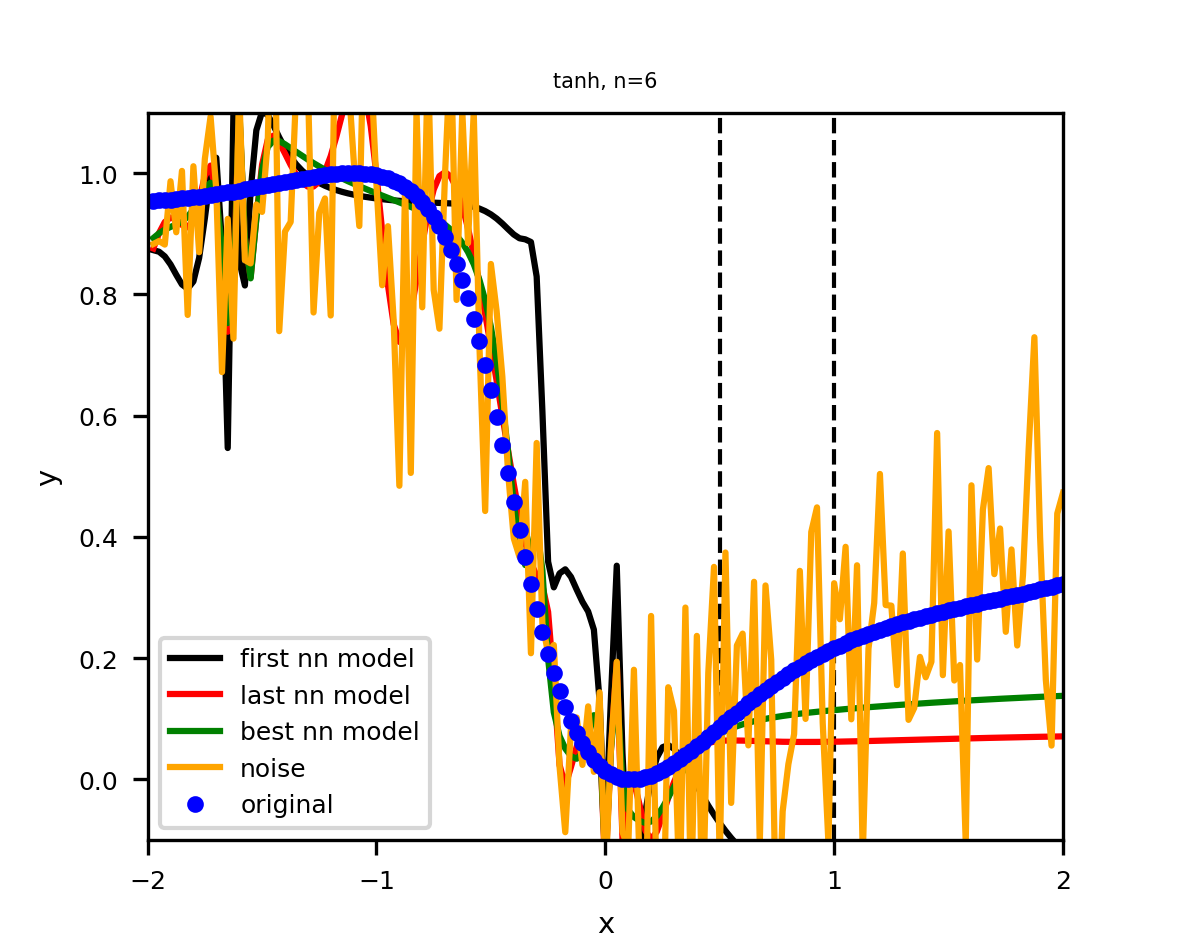 tanh, n=6
y
1.0
0.8
0.6
0.4
0.2
0.0
first nn model
last nn model
best nn model
noise
original
−2 −1 0 1 2
x